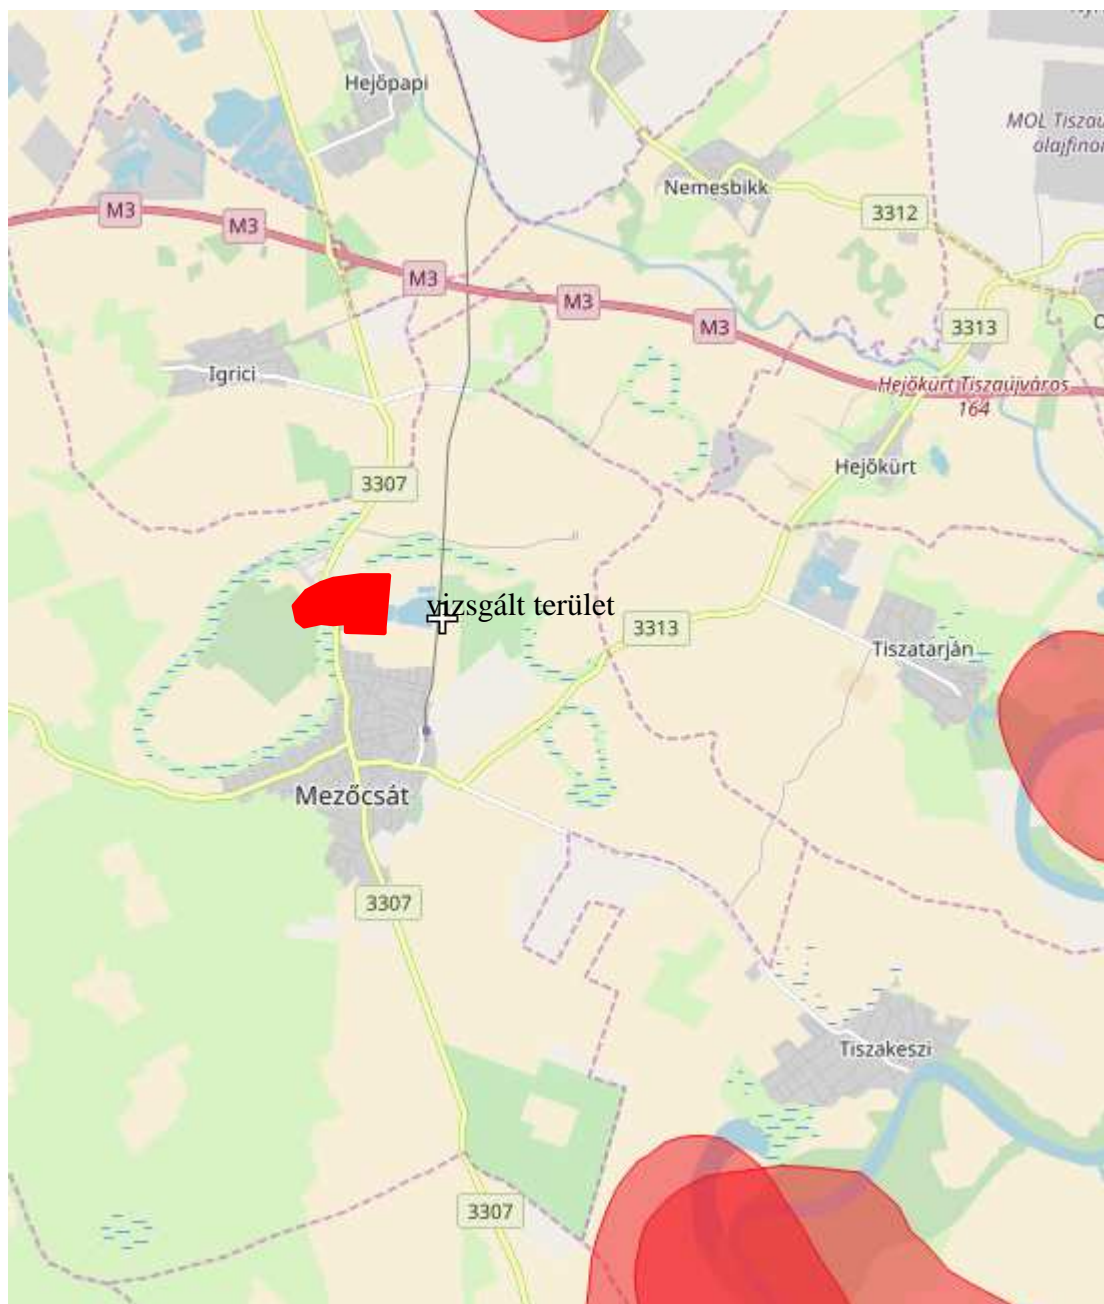 Hejőpapi
MOL Tiszaú
olajfino
Nemesbikk
M3
3312
M3
M3
M3
M3
3313
Igrici
Hejőkürt Tiszaújváros
164
Hejőkürt
3307
vizsgált terület
3313
Tiszatarján
Mezőcsát
3307
Tiszakeszi
3307